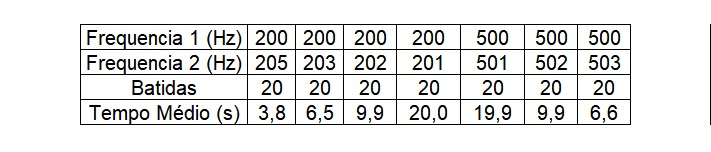 Frequencia 1 (Hz) 200 200 200 200 500 500 500
Frequencia 2 (Hz) 205 203 202 201 501 502 503
Batidas 20 20 20 20 20 20 20
Tempo Médio (s) 3,8 6,5 9,9 20,0 19,9 9,9 6,6